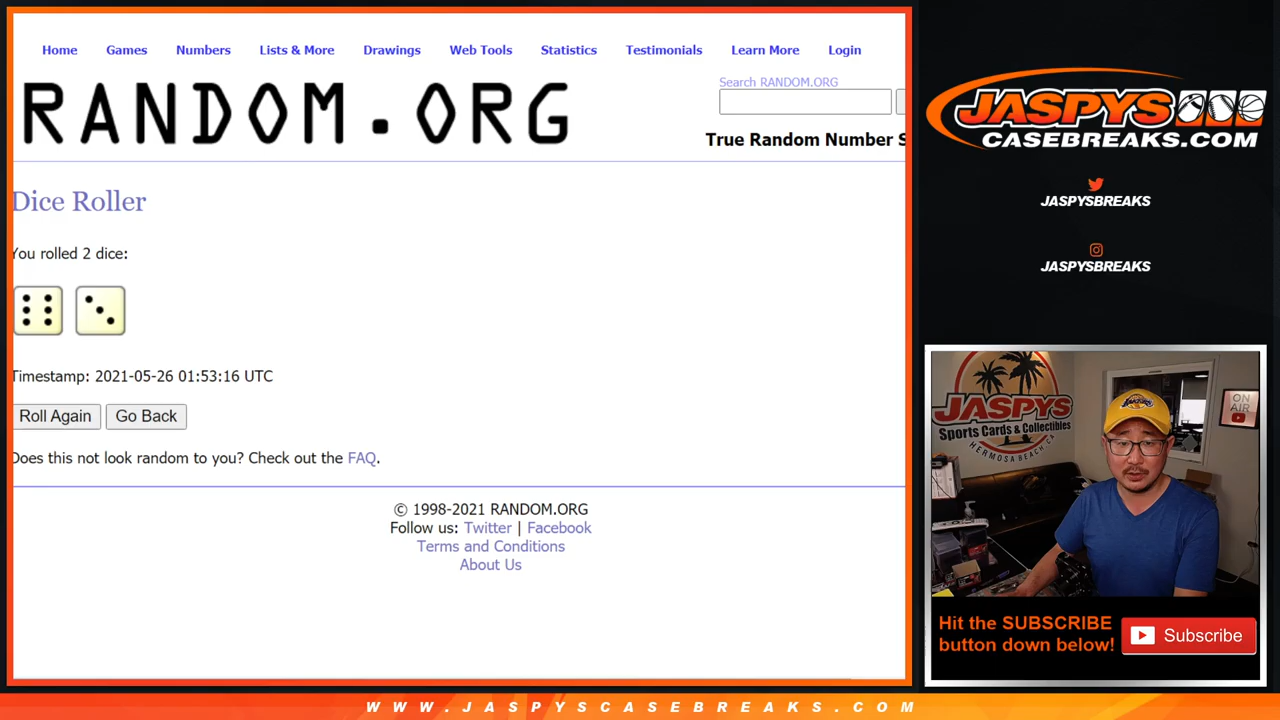 Home Games Numbers Lists & More Drawings Web Tools Statistics Testimonials Learn More Login
RANDOM.ORG
Search RANDOM.ORG
True Random Number S
Dice Roller
You rolled 2 dice:
Timestamp: 2021-05-26 01:53:16 UTC
Roll Again Go Back
Does this not look random to you? Check out the FAQ.
© 1998-2021 RANDOM.ORG
Follow us: Twitter | Facebook
Terms and Conditions
About Us
JASPYS
CASEBREAKS.COM
JASPYSBREAKS
JASPYSBREAKS
JASPYS
Sports Cards & Collectibles
HERMOSA BEACH, CA
ON
AIR
Hit the SUBSCRIBE
button down below!
Subscribe
WWW.JASPYSCASEBREAKS.COM